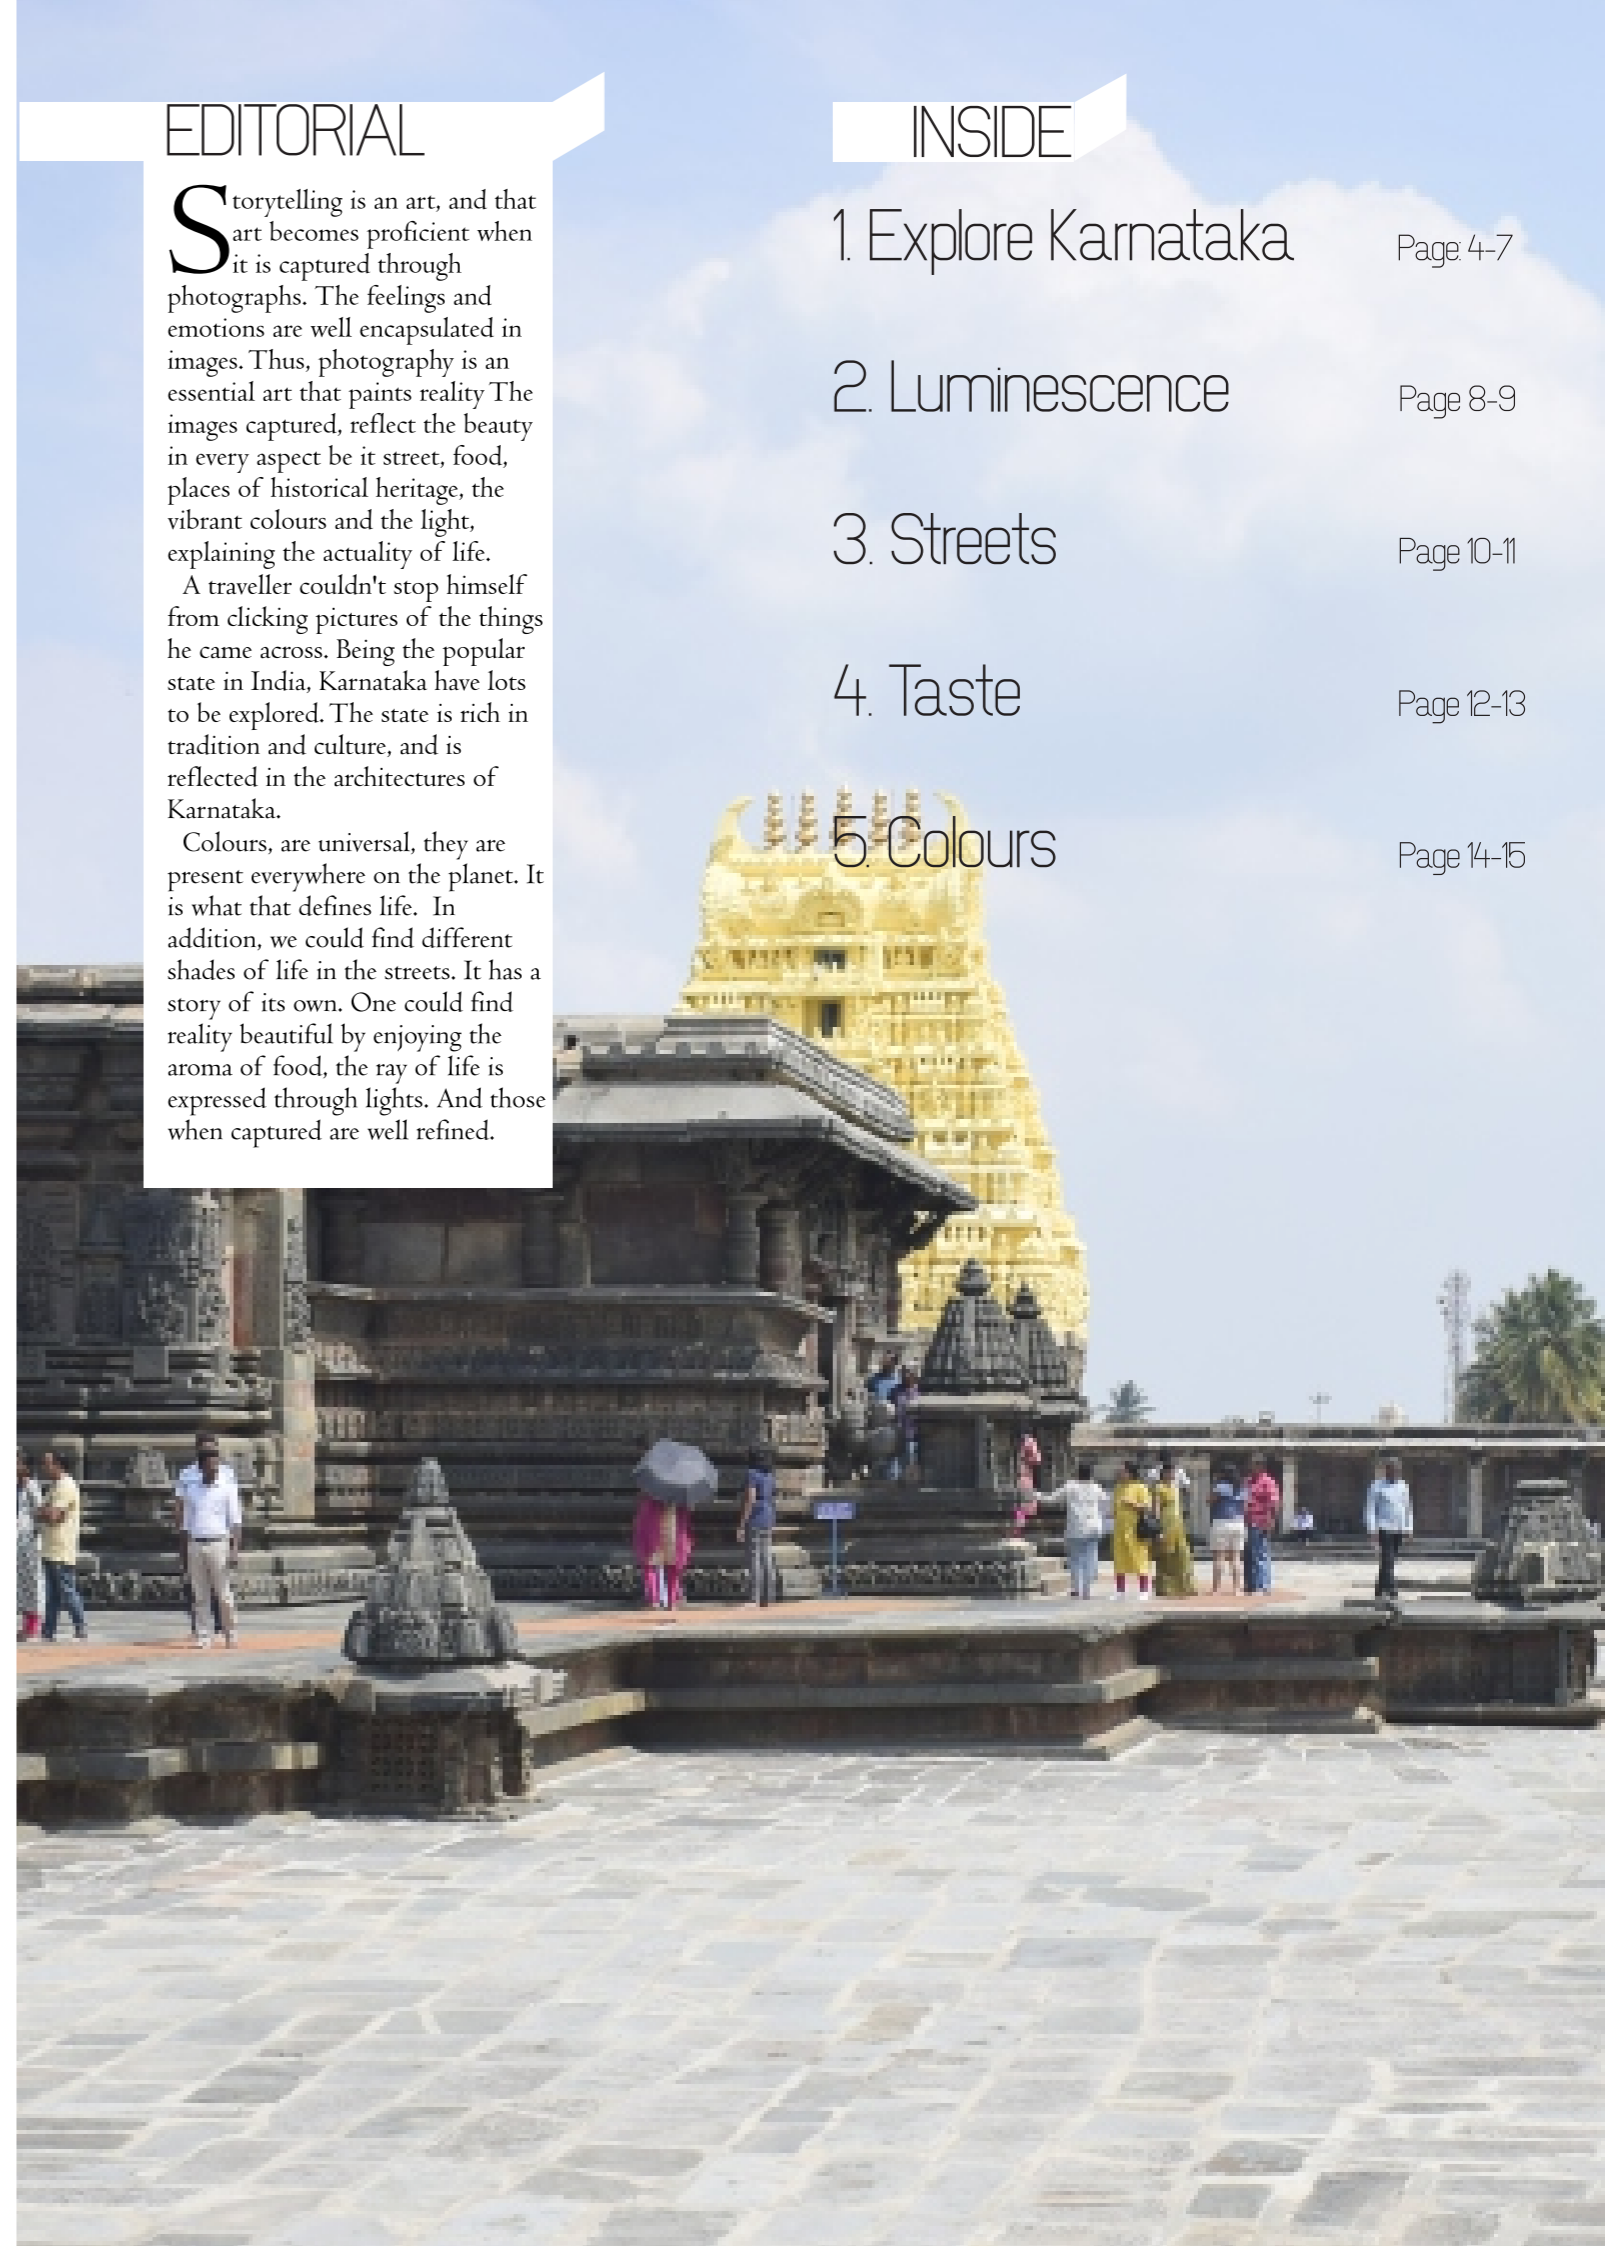 EDITORIAL
Storytelling is an art, and that
art becomes proficient when
it is captured through
photographs. The feelings and
emotions are well encapsulated in
images. Thus, photography is an
essential art that paints reality The
images captured, reflect the beauty
in every aspect be it street, food,
places of historical heritage, the
vibrant colours and the light,
explaining the actuality of life.
A traveller couldn't stop himself
from clicking pictures of the things
he came across. Being the popular
state in India, Karnataka have lots
to be explored. The state is rich in
tradition and culture, and is
reflected in the architectures of
Karnataka.
Colours, are universal, they are
present everywhere on the planet. It
is what that defines life. In
addition, we could find different
shades of life in the streets. It has a
story of its own. One could find
reality beautiful by enjoying the
aroma of food, the ray of life is
expressed through lights. And those
when captured are well refined.
INSIDE
1. Explore Karnataka Page: 4-7
2. Luminescence Page 8-9
3. Streets Page 10-11
4. Taste Page 12-13
5. Colours Page 14-15